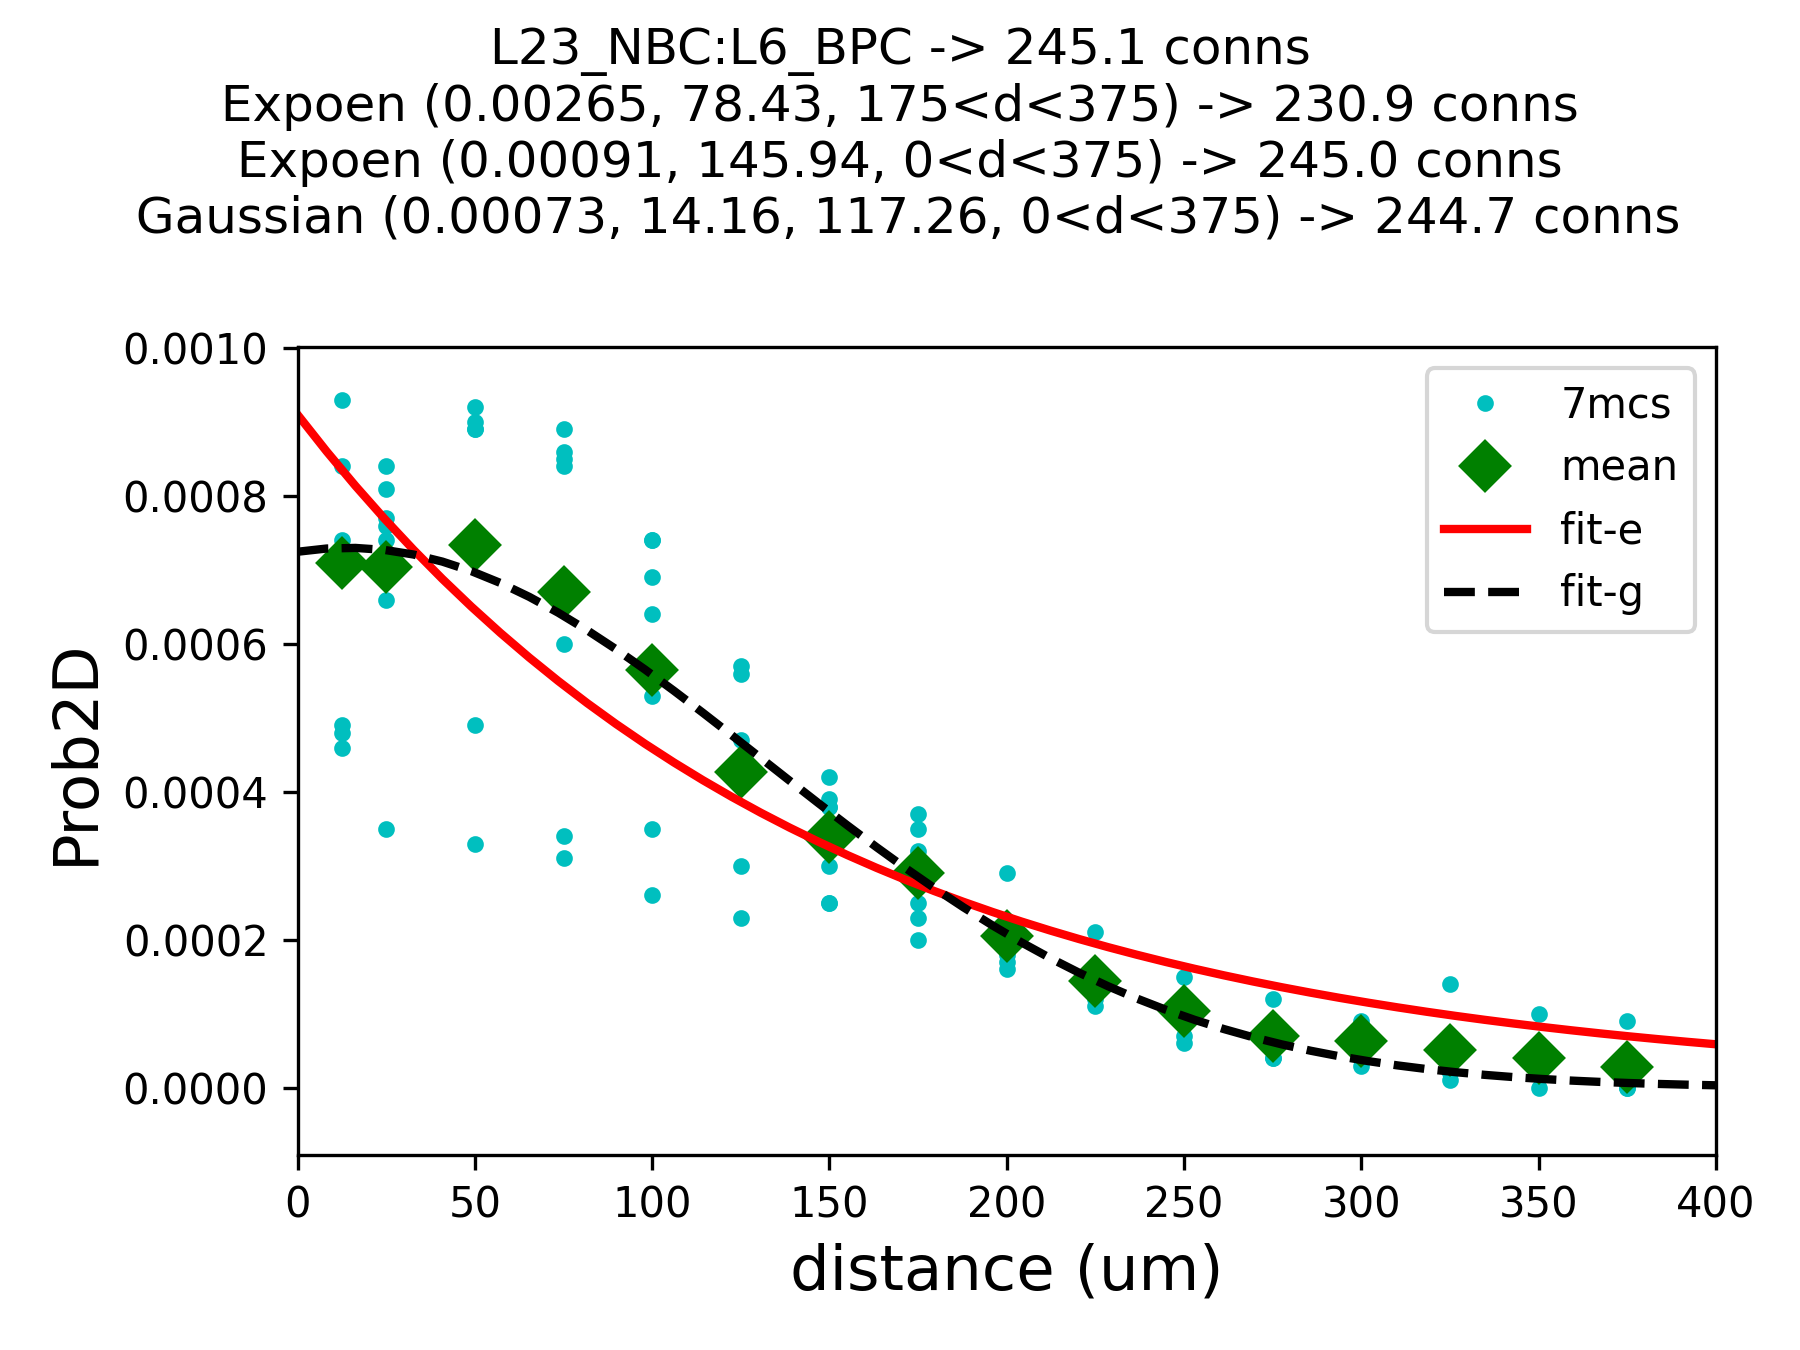 L23_NBC:L6_BPC -> 245.1 conns
Expoen (0.00265, 78.43, 175<d<375) -> 230.9 conns
Expoen (0.00091, 145.94, 0<d<375) -> 245.0 conns
Gaussian (0.00073, 14.16, 117.26, 0<d<375) -> 244.7 conns
0.0010
0.0008
0.0006
0.0004
0.0002
0.0000
Prob2D
7mcs
mean
fit-e
fit-g
0 50 100 150 200 250 300 350 400
distance (um)